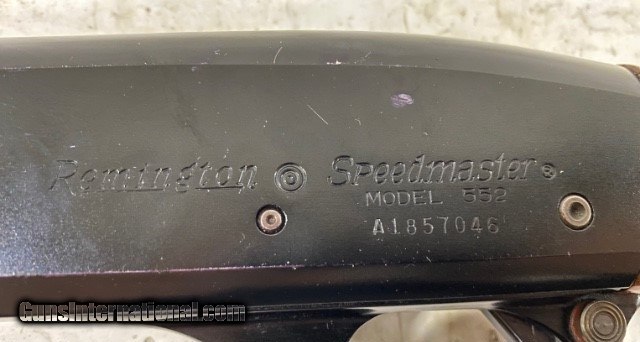 Remington Speedmaster®
MODEL 552
A1857046
GunsInternational.com